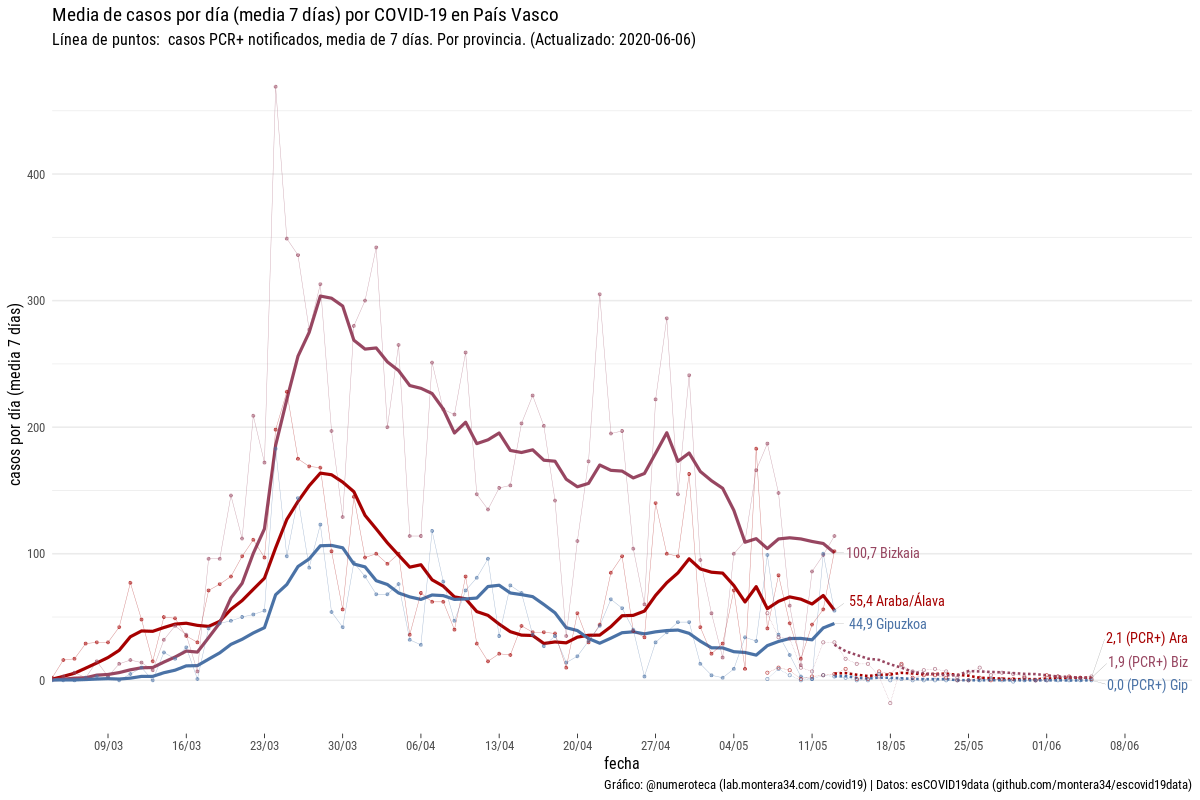 Media de casos por día (media 7 días) por COVID-19 en País Vasco
Línea de puntos:  casos PCR+ notificados, media de 7 días. Por provincia. (Actualizado: 2020-06-06)
casos por día (media 7 días)
400
300
200
100
0
100,7 Bizkaia
55,4 Araba/Álava
44,9 Gipuzkoa
2,1 (PCR+) Ara
1,9 (PCR+) Biz
0,0 (PCR+) Gip
09/03 16/03 23/03 30/03 06/04 13/04 20/04 27/04 04/05 11/05 18/05 25/05 01/06 08/06
fecha
Gráfico: @numeroteca (lab.montera34.com/covid19) | Datos: esCOVID19data (github.com/montera34/escovid19data)